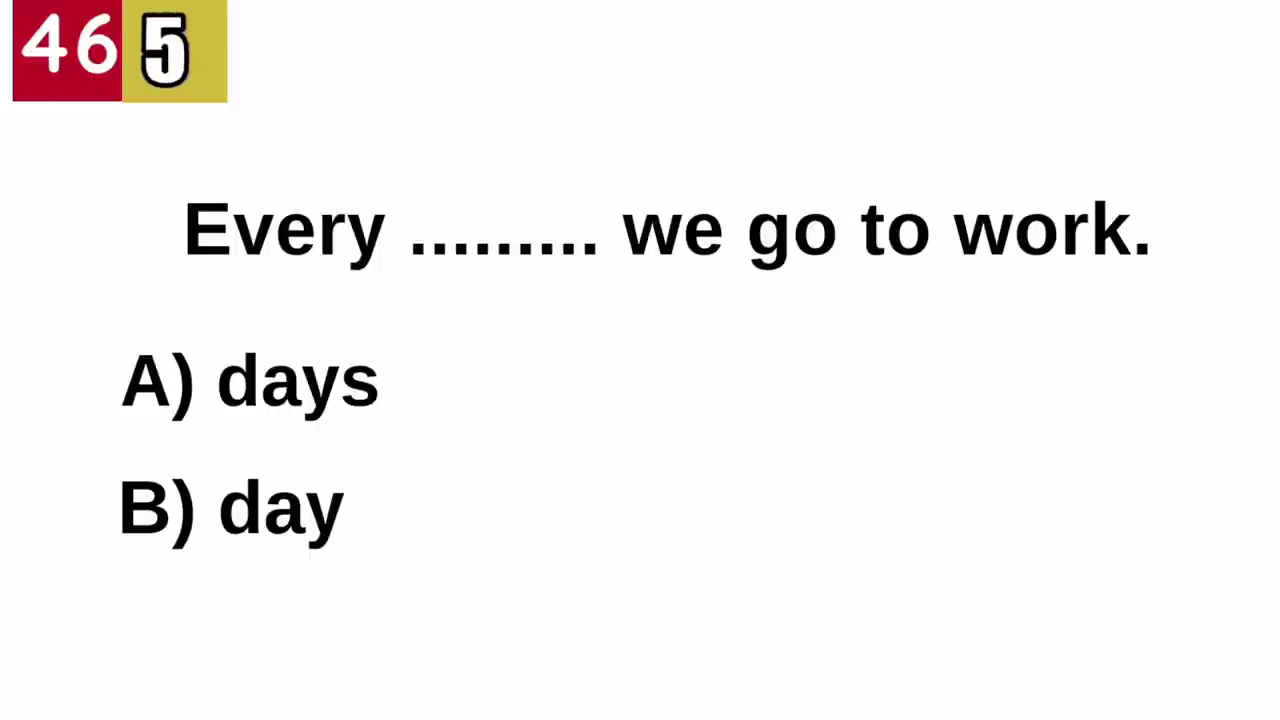 46 5
Every ......... we go to work.
A) days
B) day